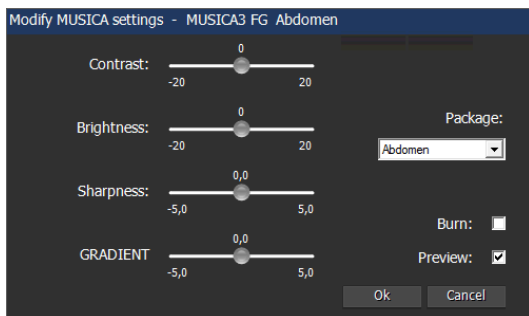 Modify MUSICA settings - MUSICA3 FG Abdomen
0
Contrast:
-20 20
0
Brightness:
-20 20
Package:
Abdomen
0,0
Sharpness:
-5,0 5,0
Burn:
0,0
GRADIENT
Preview:
-5,0 5,0
Ok Cancel